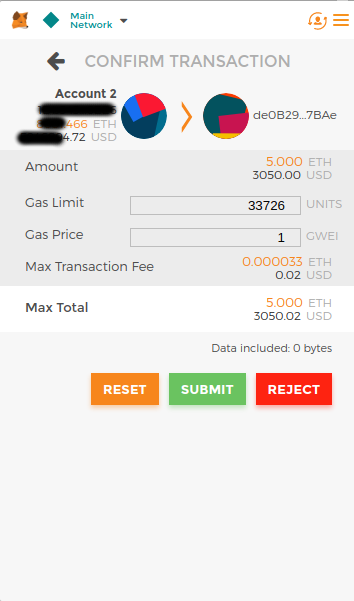 Main
Network
CONFIRM TRANSACTION
Account 2
466 ETH
4.72 USD
de0B29...7BAe
Amount 5.000 ETH
3050.00 USD
Gas Limit 33726 UNITS
Gas Price 1 GWEI
Max Transaction Fee 0.000033 ETH
0.02 USD
Max Total 5.000 ETH
3050.02 USD
Data included: 0 bytes
RESET SUBMIT REJECT